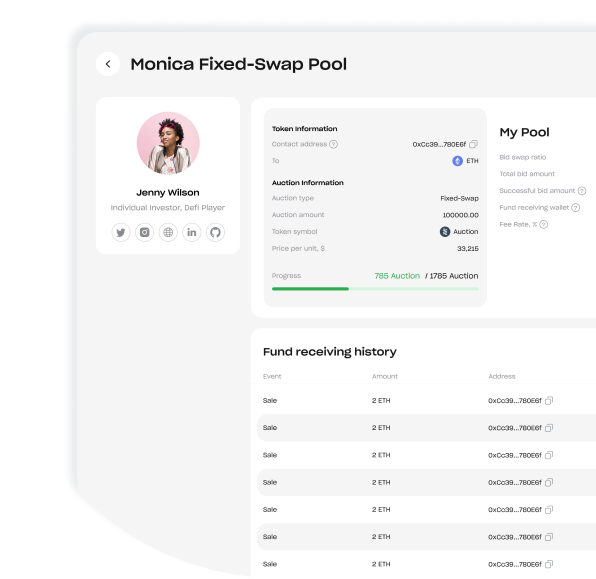 Monica Fixed-Swap Pool
Jenny Wilson
Individual Investor, Defi Player
Token Information
Contact address ?
0xCc39...780E6f
To
ETH
Auction Information
Auction type
Fixed-Swap
Auction amount
100000.00
Token symbol
Auction
Price per unit, $
33,215
Progress
785 Auction / 1785 Auction
My Pool
Bid swap ratio
Total bid amount
Successful bid amount ?
Fund receiving wallet ?
Fee Rate, % ?
Fund receiving history
Event Amount Address
Sale 2 ETH 0xCc39...780E6f
Sale 2 ETH 0xCc39...780E6f
Sale 2 ETH 0xCc39...780E6f
Sale 2 ETH 0xCc39...780E6f
Sale 2 ETH 0xCc39...780E6f
Sale 2 ETH 0xCc39...780E6f
Sale 2 ETH 0xCc39...780E6f